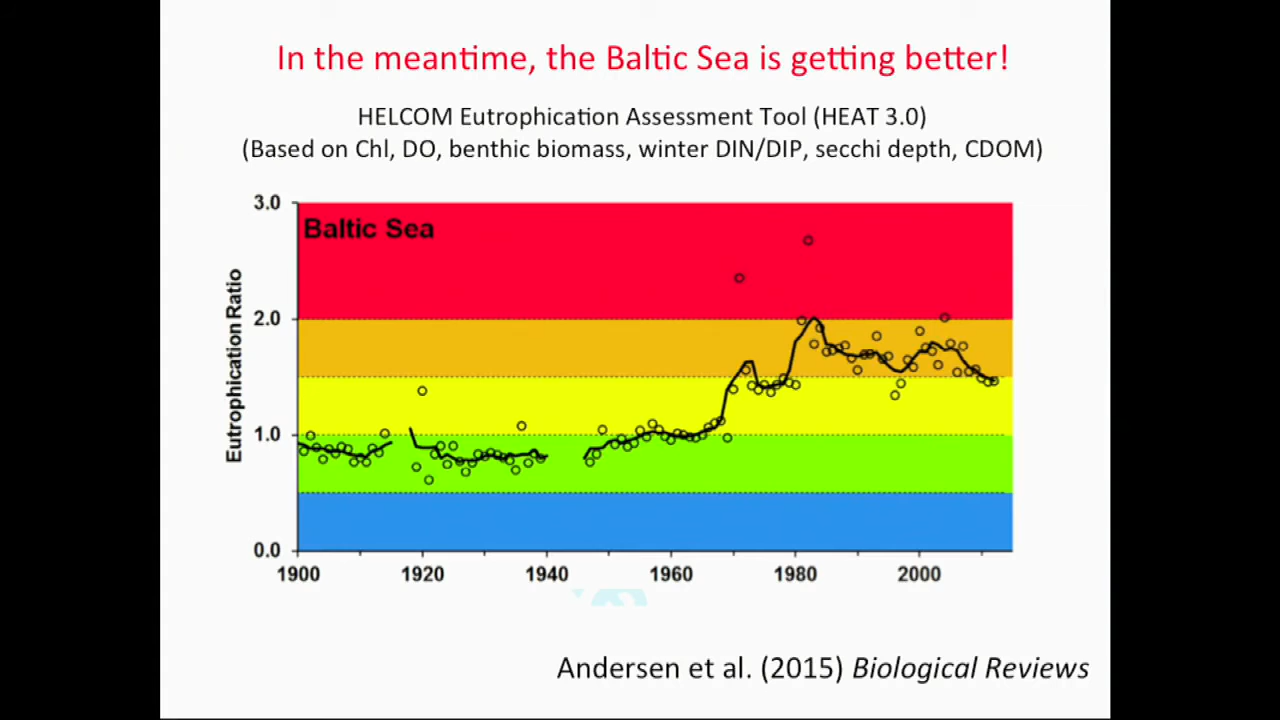 In the meantime, the Baltic Sea is getting better!
HELCOM Eutrophication Assessment Tool (HEAT 3.0)
(Based on Chl, DO, benthic biomass, winter DIN/DIP, secchi depth, CDOM)
3.0
Baltic Sea
2.0
1.0
0.0
Eutrophication Ratio
1900 1920 1940 1960 1980 2000
Andersen et al. (2015) Biological Reviews